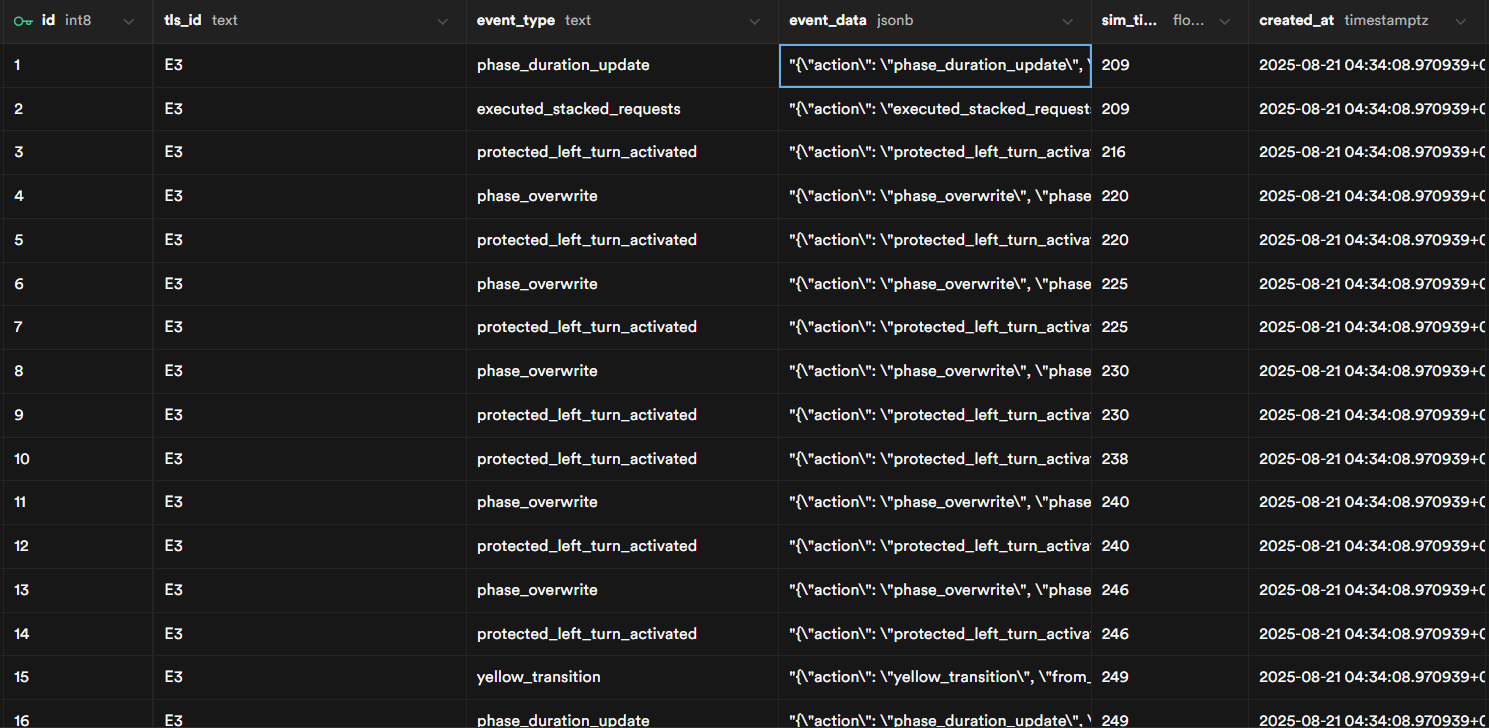 id int8 tls_id text event_type text event_data jsonb sim_ti... flo... created_at timestamptz
1 E3 phase_duration_update "{\"action\": \"phase_duration_update\", \ 209 2025-08-21 04:34:08.970939+0
2 E3 executed_stacked_requests "{\"action\": \"executed_stacked_requests 209 2025-08-21 04:34:08.970939+0
3 E3 protected_left_turn_activated "{\"action\": \"protected_left_turn_activa 216 2025-08-21 04:34:08.970939+0
4 E3 phase_overwrite "{\"action\": \"phase_overwrite\", \"phase 220 2025-08-21 04:34:08.970939+0
5 E3 protected_left_turn_activated "{\"action\": \"protected_left_turn_activa 220 2025-08-21 04:34:08.970939+0
6 E3 phase_overwrite "{\"action\": \"phase_overwrite\", \"phase 225 2025-08-21 04:34:08.970939+0
7 E3 protected_left_turn_activated "{\"action\": \"protected_left_turn_activa 225 2025-08-21 04:34:08.970939+0
8 E3 phase_overwrite "{\"action\": \"phase_overwrite\", \"phase 230 2025-08-21 04:34:08.970939+0
9 E3 protected_left_turn_activated "{\"action\": \"protected_left_turn_activa 230 2025-08-21 04:34:08.970939+0
10 E3 protected_left_turn_activated "{\"action\": \"protected_left_turn_activa 238 2025-08-21 04:34:08.970939+0
11 E3 phase_overwrite "{\"action\": \"phase_overwrite\", \"phase 240 2025-08-21 04:34:08.970939+0
12 E3 protected_left_turn_activated "{\"action\": \"protected_left_turn_activa 240 2025-08-21 04:34:08.970939+0
13 E3 phase_overwrite "{\"action\": \"phase_overwrite\", \"phase 246 2025-08-21 04:34:08.970939+0
14 E3 protected_left_turn_activated "{\"action\": \"protected_left_turn_activa 246 2025-08-21 04:34:08.970939+0
15 E3 yellow_transition "{\"action\": \"yellow_transition\", \"from_ 249 2025-08-21 04:34:08.970939+0
16 E3 phase_duration_update "{\"action\": \"phase_duration_update\", \ 249 2025-08-21 04:34:08.970939+0